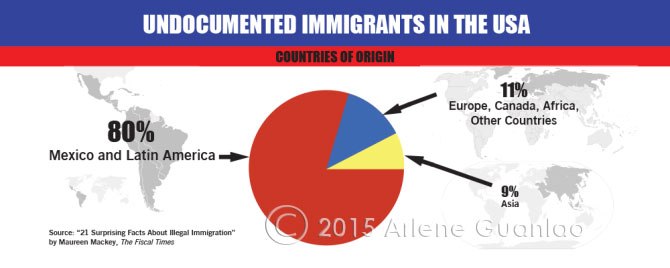 UNDOCUMENTED IMMIGRANTS IN THE USA
COUNTRIES OF ORIGIN
80%
Mexico and Latin America
11%
Europe, Canada, Africa,
Other Countries
9%
Asia
Source: “21 Surprising Facts About Illegal Immigration”
by Maureen Mackey, The Fiscal Times
© 2015 Arlene Guanlao